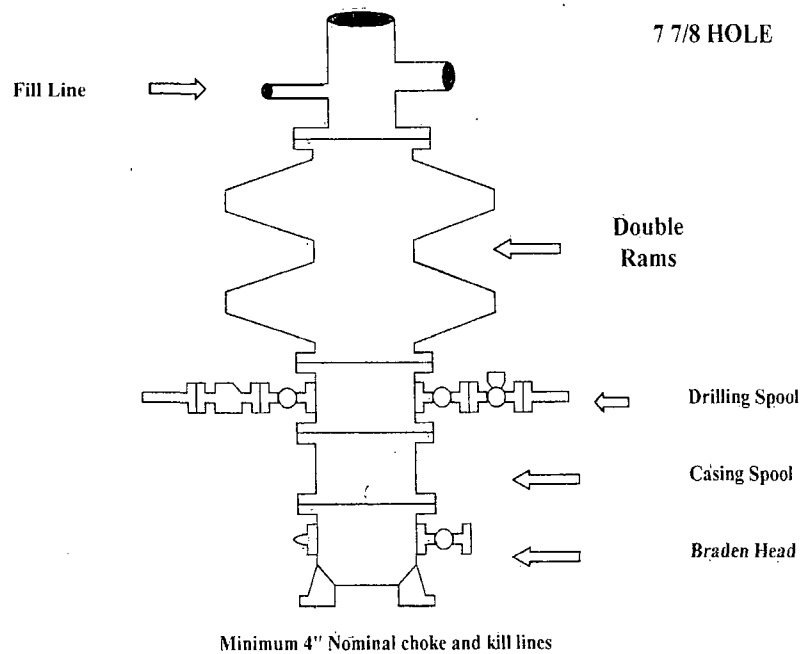 7 7/8 HOLE
Fill Line
Double
Rams
Drilling Spool
Casing Spool
Braden Head
Minimum 4" Nominal choke and kill lines